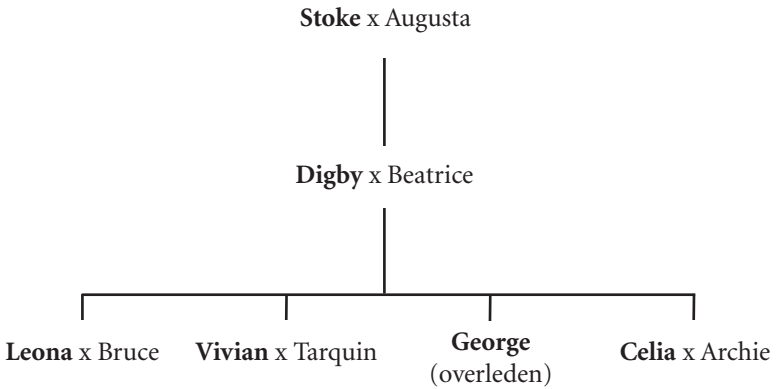 Stoke x Augusta
Digby x Beatrice
Leona x Bruce
Vivian x Tarquin
George
(overleden)
Celia x Archie